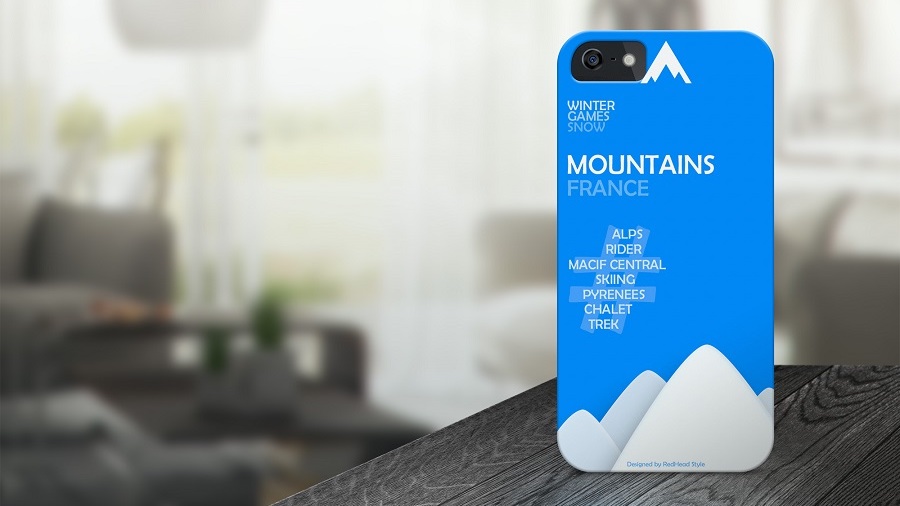 WINTER
GAMES
SNOW
MOUNTAINS
FRANCE
ALPS
RIDER
MACIF CENTRAL
SKIING
PYRENEES
CHALET
TREK
Designed by RedHead Style